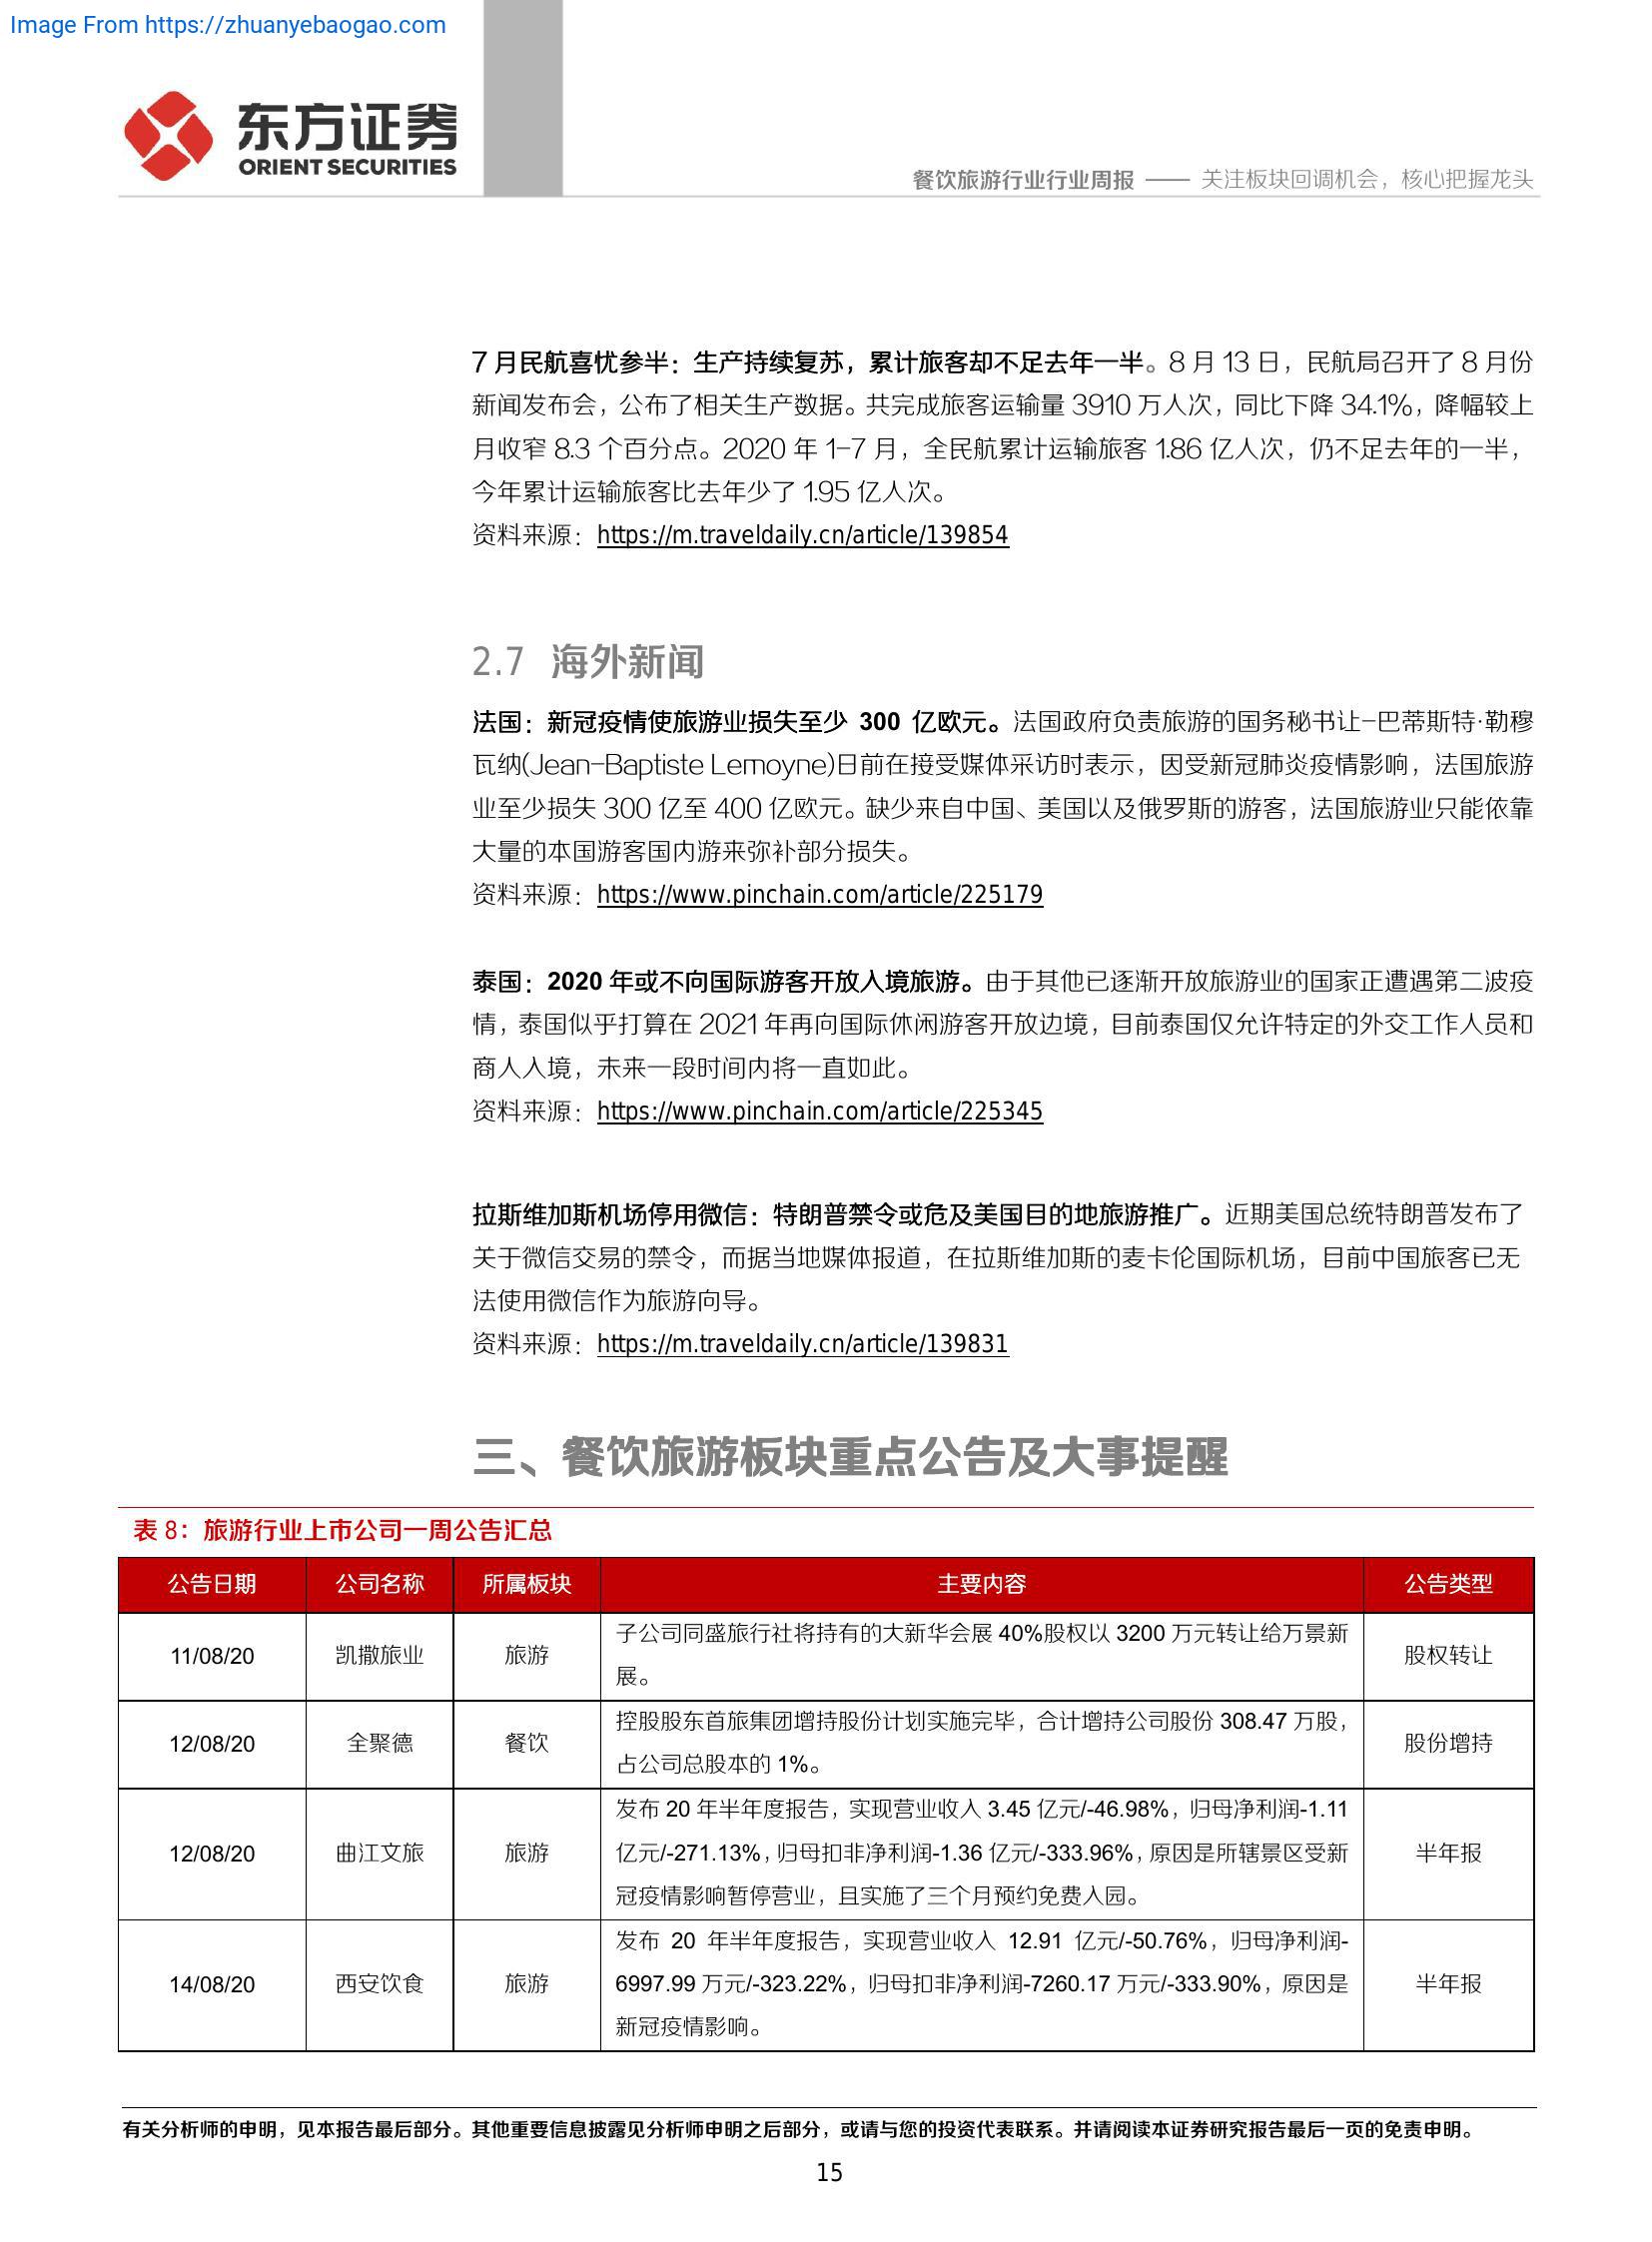 Image From https://zhuanyebaogao.com
东方证券
ORIENT SECURITIES
餐饮旅游行业行业周报 —— 关注板块回调机会，核心把握龙头
7 月民航喜忧参半：生产持续复苏，累计旅客却不足去年一半。8 月 13 日，民航局召开了 8 月份
新闻发布会，公布了相关生产数据。共完成旅客运输量 3910 万人次，同比下降 34.1%，降幅较上
月收窄 8.3 个百分点。2020 年 1-7 月，全民航累计运输旅客 1.86 亿人次，仍不足去年的一半，
今年累计运输旅客比去年少了 1.95 亿人次。
资料来源：https://m.traveldaily.cn/article/139854
2.7 海外新闻
法国：新冠疫情使旅游业损失至少 300 亿欧元。法国政府负责旅游的国务秘书让-巴蒂斯特·勒穆
瓦纳(Jean-Baptiste Lemoyne)日前在接受媒体采访时表示，因受新冠肺炎疫情影响，法国旅游
业至少损失 300 亿至 400 亿欧元。缺少来自中国、美国以及俄罗斯的游客，法国旅游业只能依靠
大量的本国游客国内游来弥补部分损失。
资料来源：https://www.pinchain.com/article/225179
泰国：2020 年或不向国际游客开放入境旅游。由于其他已逐渐开放旅游业的国家正遭遇第二波疫
情，泰国似乎打算在 2021 年再向国际休闲游客开放边境，目前泰国仅允许特定的外交工作人员和
商人入境，未来一段时间内将一直如此。
资料来源：https://www.pinchain.com/article/225345
拉斯维加斯机场停用微信：特朗普禁令或危及美国目的地旅游推广。近期美国总统特朗普发布了
关于微信交易的禁令，而据当地媒体报道，在拉斯维加斯的麦卡伦国际机场，目前中国旅客已无
法使用微信作为旅游向导。
资料来源：https://m.traveldaily.cn/article/139831
三、餐饮旅游板块重点公告及大事提醒
表 8：旅游行业上市公司一周公告汇总
公告日期 公司名称 所属板块 主要内容 公告类型
11/08/20 凯撒旅业 旅游 子公司同盛旅行社将持有的大新华会展 40%股权以 3200 万元转让给万景新
展。 股权转让
12/08/20 全聚德 餐饮 控股股东首旅集团增持股份计划实施完毕，合计增持公司股份 308.47 万股，
占公司总股本的 1%。 股份增持
12/08/20 曲江文旅 旅游 发布 20 年半年度报告，实现营业收入 3.45 亿元/-46.98%，归母净利润-1.11
亿元/-271.13%，归母扣非净利润-1.36 亿元/-333.96%，原因是所辖景区受新
冠疫情影响暂停营业，且实施了三个月预约免费入园。 半年报
14/08/20 西安饮食 旅游 发布 20 年半年度报告，实现营业收入 12.91 亿元/-50.76%，归母净利润-
6997.99 万元/-323.22%，归母扣非净利润-7260.17 万元/-333.90%，原因是
新冠疫情影响。 半年报
有关分析师的申明，见本报告最后部分。其他重要信息披露见分析师申明之后部分，或请与您的投资代表联系。并请阅读本证券研究报告最后一页的免责申明。
15